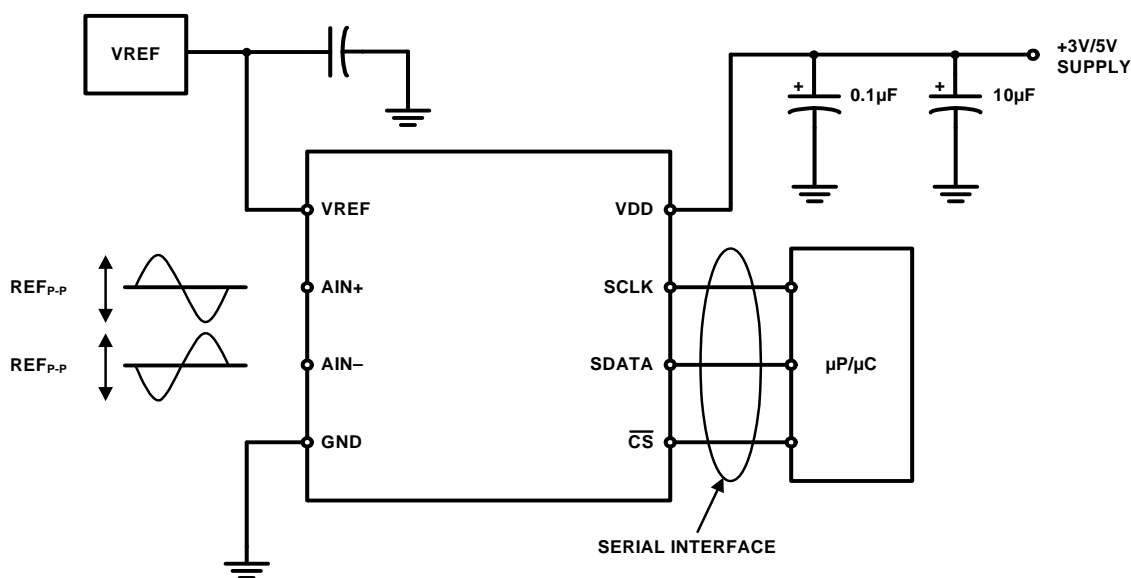 VREF
+3V/5V
SUPPLY
+
0.1µF
+
10µF
VREF
VDD
REFP-P
AIN+
SCLK
REFP-P
AIN–
SDATA
µP/µC
GND
CS
SERIAL INTERFACE